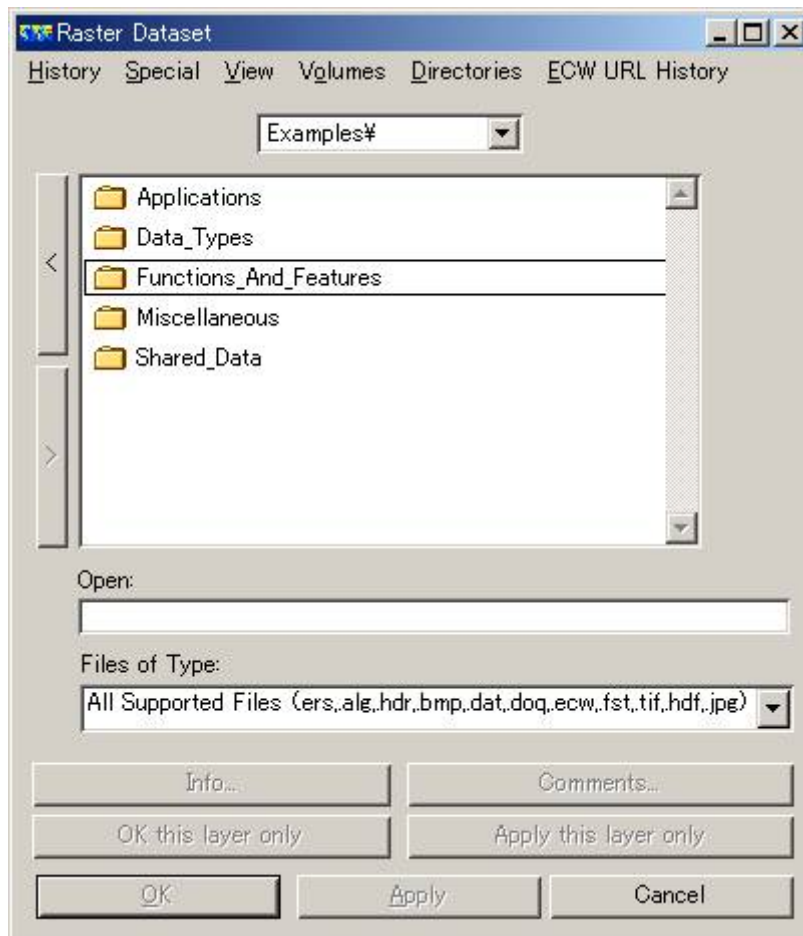 Raster Dataset
History Special View Volumes Directories ECW URL History
Examples¥
Applications
Data_Types
<
Functions_And_Features
Miscellaneous
Shared_Data
>
Open:
Files of Type:
All Supported Files (ers,.alg,.hdr,.bmp,.dat,.doq,.ecw,.fst,.tif,.hdf,.jpg)
Info... Comments...
OK this layer only Apply this layer only
OK Apply Cancel